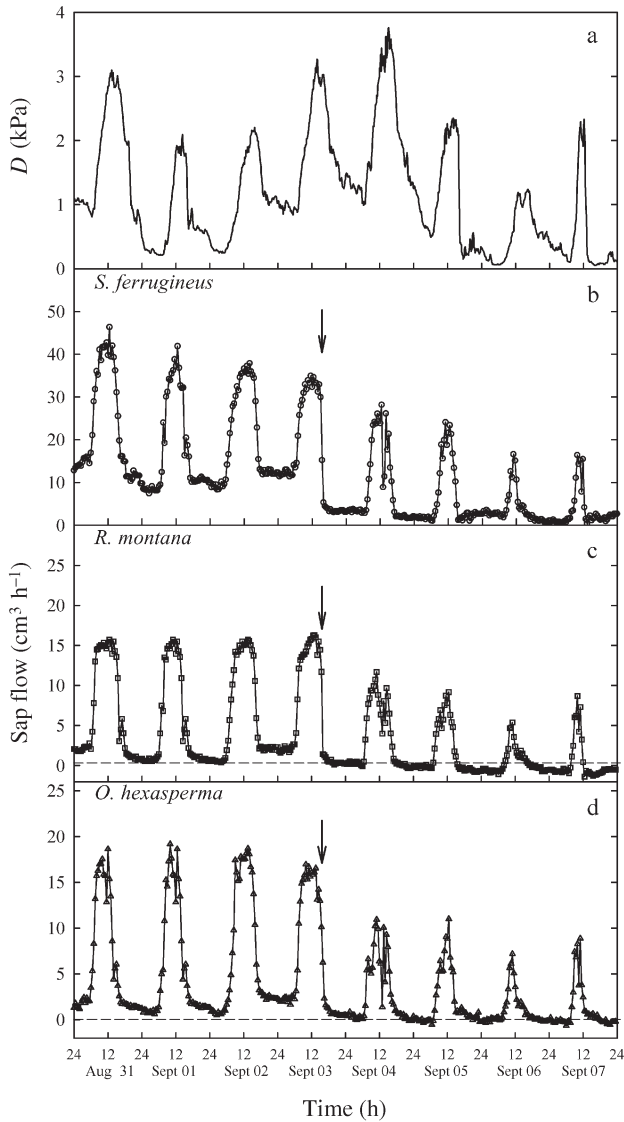 a
4
3
2
1
0
D (kPa)
S. ferrugineus
b
50
40
30
20
10
0
R. montana
c
25
20
15
10
5
0
Sap flow (cm³ h⁻¹)
O. hexasperma
d
25
20
15
10
5
0
24 12 24 12 24 12 24 12 24 12 24 12 24 12 24 12 24
Aug 31 Sept 01 Sept 02 Sept 03 Sept 04 Sept 05 Sept 06 Sept 07
Time (h)